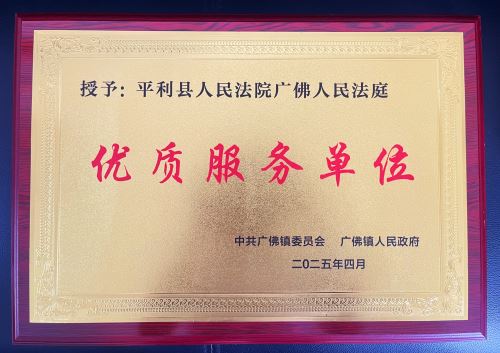 授予：平利县人民法院广佛人民法庭
优质服务单位
中共广佛镇委员会 广佛镇人民政府
二〇二五年四月